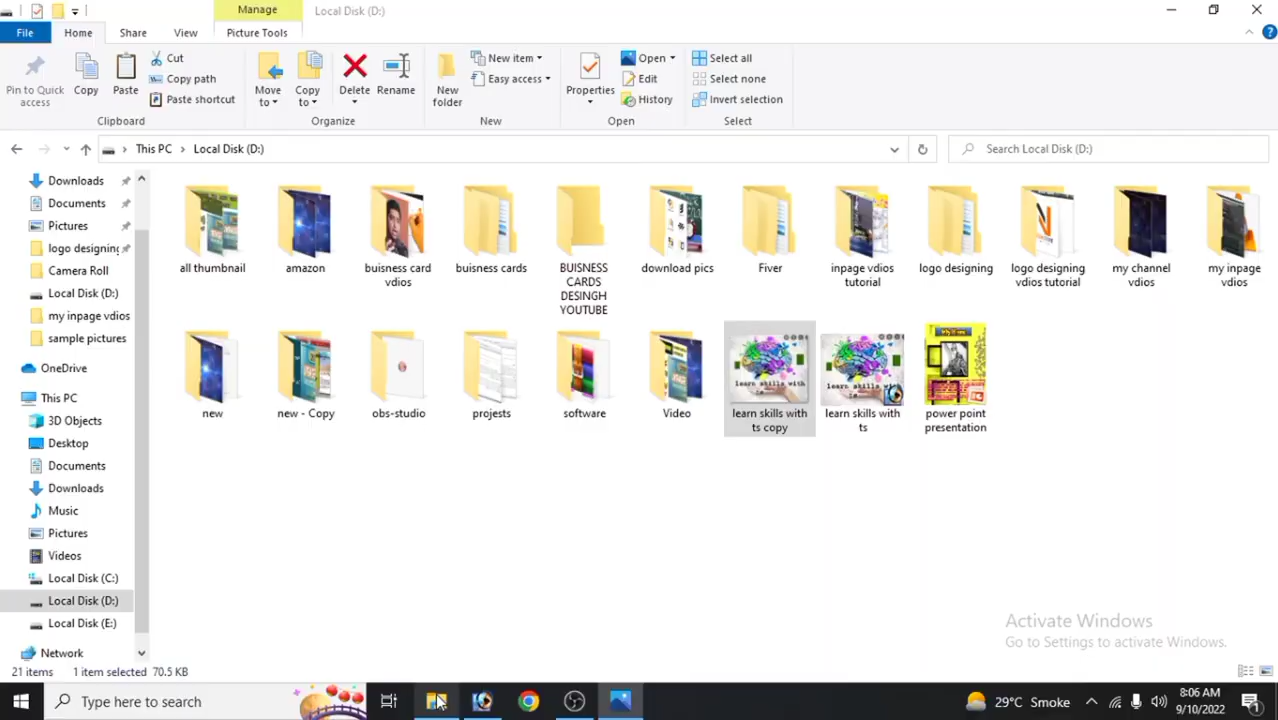 Manage
Local Disk (D:)
File
Home
Share
View
Picture Tools
Pin to Quick
access
Copy
Paste
Cut
Copy path
Paste shortcut
Clipboard
Move
to
Copy
to
Delete
Rename
Organize
New
folder
New item
Easy access
New
Properties
Open
Edit
History
Open
Select all
Select none
Invert selection
Select
This PC
Local Disk (D:)
Search Local Disk (D:)
Downloads
Documents
Pictures
logo designing
Camera Roll
Local Disk (D:)
my inpage vdios
sample pictures
OneDrive
This PC
3D Objects
Desktop
Documents
Downloads
Music
Pictures
Videos
Local Disk (C:)
Local Disk (D:)
Local Disk (E:)
Network
all thumbnail
amazon
buisness card
vdios
buisness cards
BUISNESS
CARDS
DESINGH
YOUTUBE
download pics
Fiver
inpage vdios
tutorial
logo designing
logo designing
vdios tutorial
my channel
vdios
my inpage
vdios
new
new - Copy
obs-studio
projests
software
Video
learn skills with
learn skills with
ts copy
learn skills with
learn skills with
ts
power point
presentation
Activate Windows
Go to Settings to activate Windows.
21 items
1 item selected 70.5 KB
Type here to search
29°C Smoke
8:06 AM
9/10/2022
1